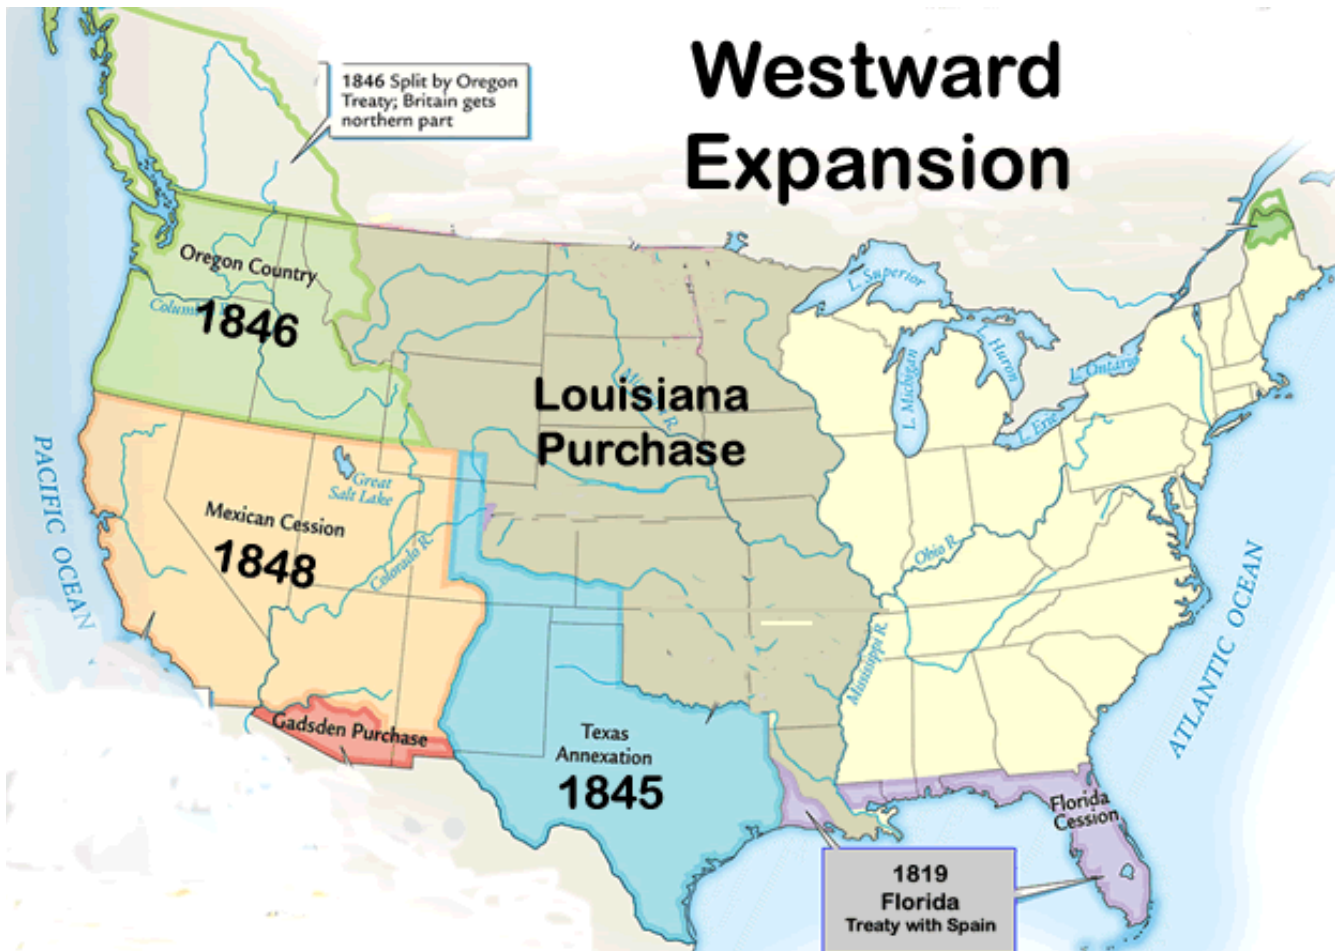 Westward
Expansion
1846 Split by Oregon
Treaty; Britain gets
northern part
Oregon Country
1846
L. Superior
L. Michigan
L. Huron
L. Ontario
L. Erie
Louisiana
Purchase
PACIFIC OCEAN
Great
Salt Lake
Mexican Cession
1848
Colorado R.
Ohio R.
Mississippi R.
ATLANTIC OCEAN
Gadsden Purchase
Texas
Annexation
1845
Florida
Cession
1819
Florida
Treaty with Spain